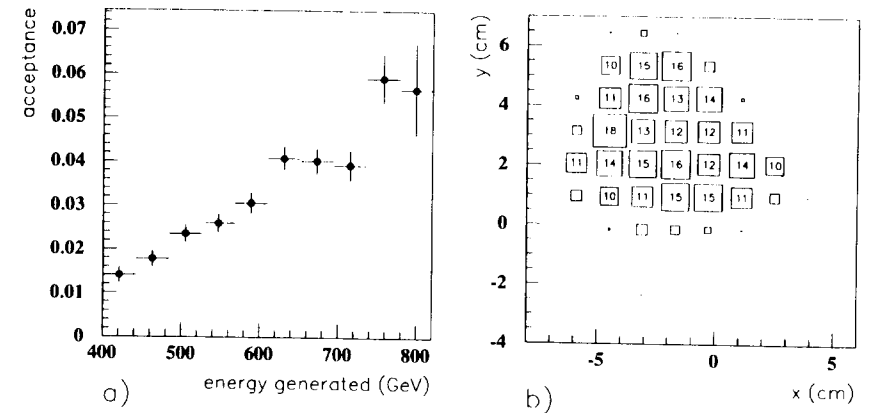 acceptance
0.07
0.06
0.05
0.04
0.03
0.02
0.01
0
400
500
600
700
800
energy generated (GeV)
a)
y (cm)
6
4
2
0
-2
-4
10 15 16
11 16 13 14
18 13 12 12 11
11 14 15 16 12 14 10
10 11 15 15 11
-5
0
5
x (cm)
b)